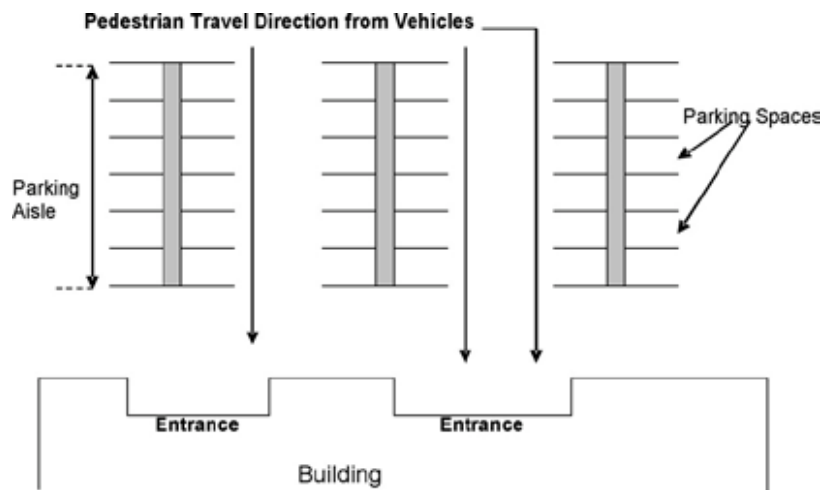 Pedestrian Travel Direction from Vehicles
Parking Spaces
Parking
Aisle
Entrance
Entrance
Building